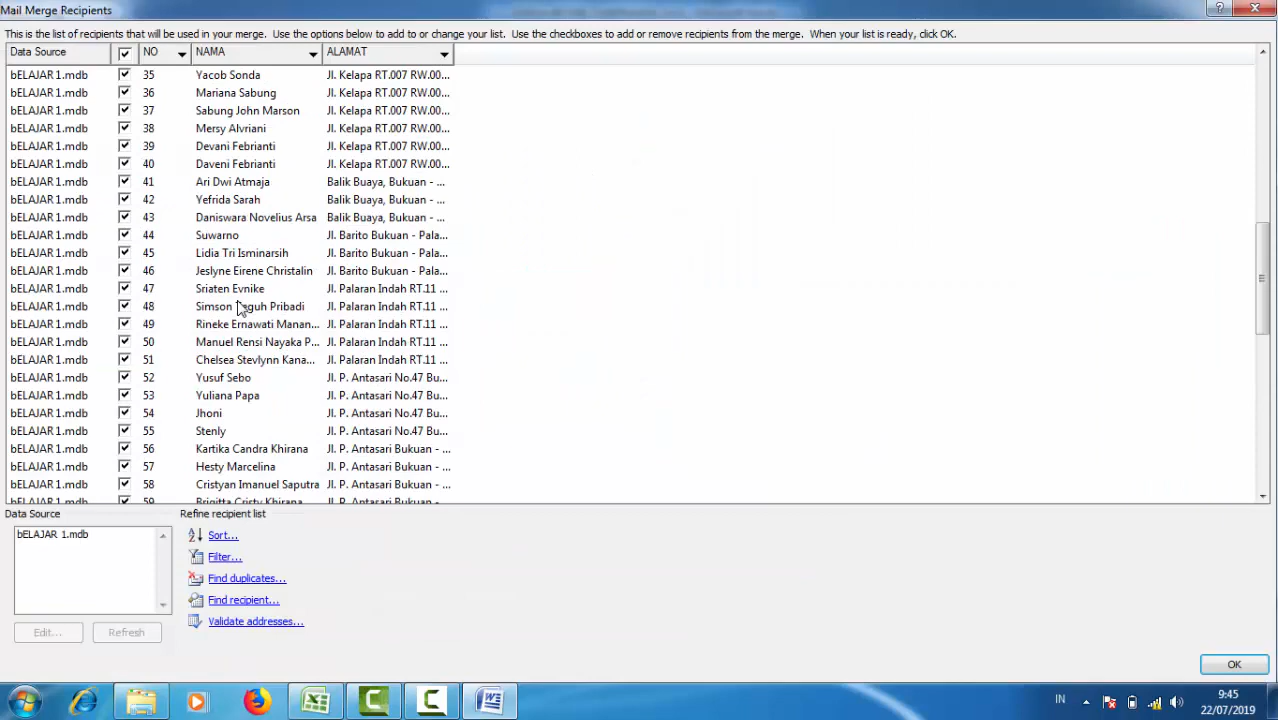 Mail Merge Recipients
This is the list of recipients that will be used in your merge. Use the options below to add to or change your list. Use the checkboxes to add or remove recipients from the merge. When your list is ready, click OK.
Data Source NO NAMA ALAMAT
bELAJAR 1.mdb 35 Yacob Sonda Jl. Kelapa RT.007 RW.00...
bELAJAR 1.mdb 36 Mariana Sabung Jl. Kelapa RT.007 RW.00...
bELAJAR 1.mdb 37 Sabung John Marson Jl. Kelapa RT.007 RW.00...
bELAJAR 1.mdb 38 Mersy Alvriani Jl. Kelapa RT.007 RW.00...
bELAJAR 1.mdb 39 Devani Febrianti Jl. Kelapa RT.007 RW.00...
bELAJAR 1.mdb 40 Daveni Febrianti Jl. Kelapa RT.007 RW.00...
bELAJAR 1.mdb 41 Ari Dwi Atmaja Balik Buaya, Bukuan - ...
bELAJAR 1.mdb 42 Yefrida Sarah Balik Buaya, Bukuan - ...
bELAJAR 1.mdb 43 Daniswara Novelius Arsa Balik Buaya, Bukuan - ...
bELAJAR 1.mdb 44 Suwarno Jl. Barito Bukuan - Pala...
bELAJAR 1.mdb 45 Lidia Tri Isminarsih Jl. Barito Bukuan - Pala...
bELAJAR 1.mdb 46 Jeslyne Eirene Christalin Jl. Barito Bukuan - Pala...
bELAJAR 1.mdb 47 Sriaten Evnike Jl. Palaran Indah RT.11 ...
bELAJAR 1.mdb 48 Simson Pribadi Jl. Palaran Indah RT.11 ...
bELAJAR 1.mdb 49 Rineke Ernawati Manan... Jl. Palaran Indah RT.11 ...
bELAJAR 1.mdb 50 Manuel Rensi Nayaka P... Jl. Palaran Indah RT.11 ...
bELAJAR 1.mdb 51 Chelsea Stevlynn Kana... Jl. Palaran Indah RT.11 ...
bELAJAR 1.mdb 52 Yusuf Sebo Jl. P. Antasari No.47 Bu...
bELAJAR 1.mdb 53 Yuliana Papa Jl. P. Antasari No.47 Bu...
bELAJAR 1.mdb 54 Jhoni Jl. P. Antasari No.47 Bu...
bELAJAR 1.mdb 55 Stenly Jl. P. Antasari No.47 Bu...
bELAJAR 1.mdb 56 Kartika Candra Khirana Jl. P. Antasari Bukuan - ...
bELAJAR 1.mdb 57 Hesty Marcelina Jl. P. Antasari Bukuan - ...
bELAJAR 1.mdb 58 Cristyan Imanuel Saputra Jl. P. Antasari Bukuan - ...
bELAJAR 1.mdb 59 Brigitta Cristy Khirana Jl. P. Antasari Bukuan - ...
Data Source Refine recipient list
bELAJAR 1.mdb
Sort...
Filter...
Find duplicates...
Find recipient...
Validate addresses...
Edit... Refresh
OK
IN
9:45
22/07/2019